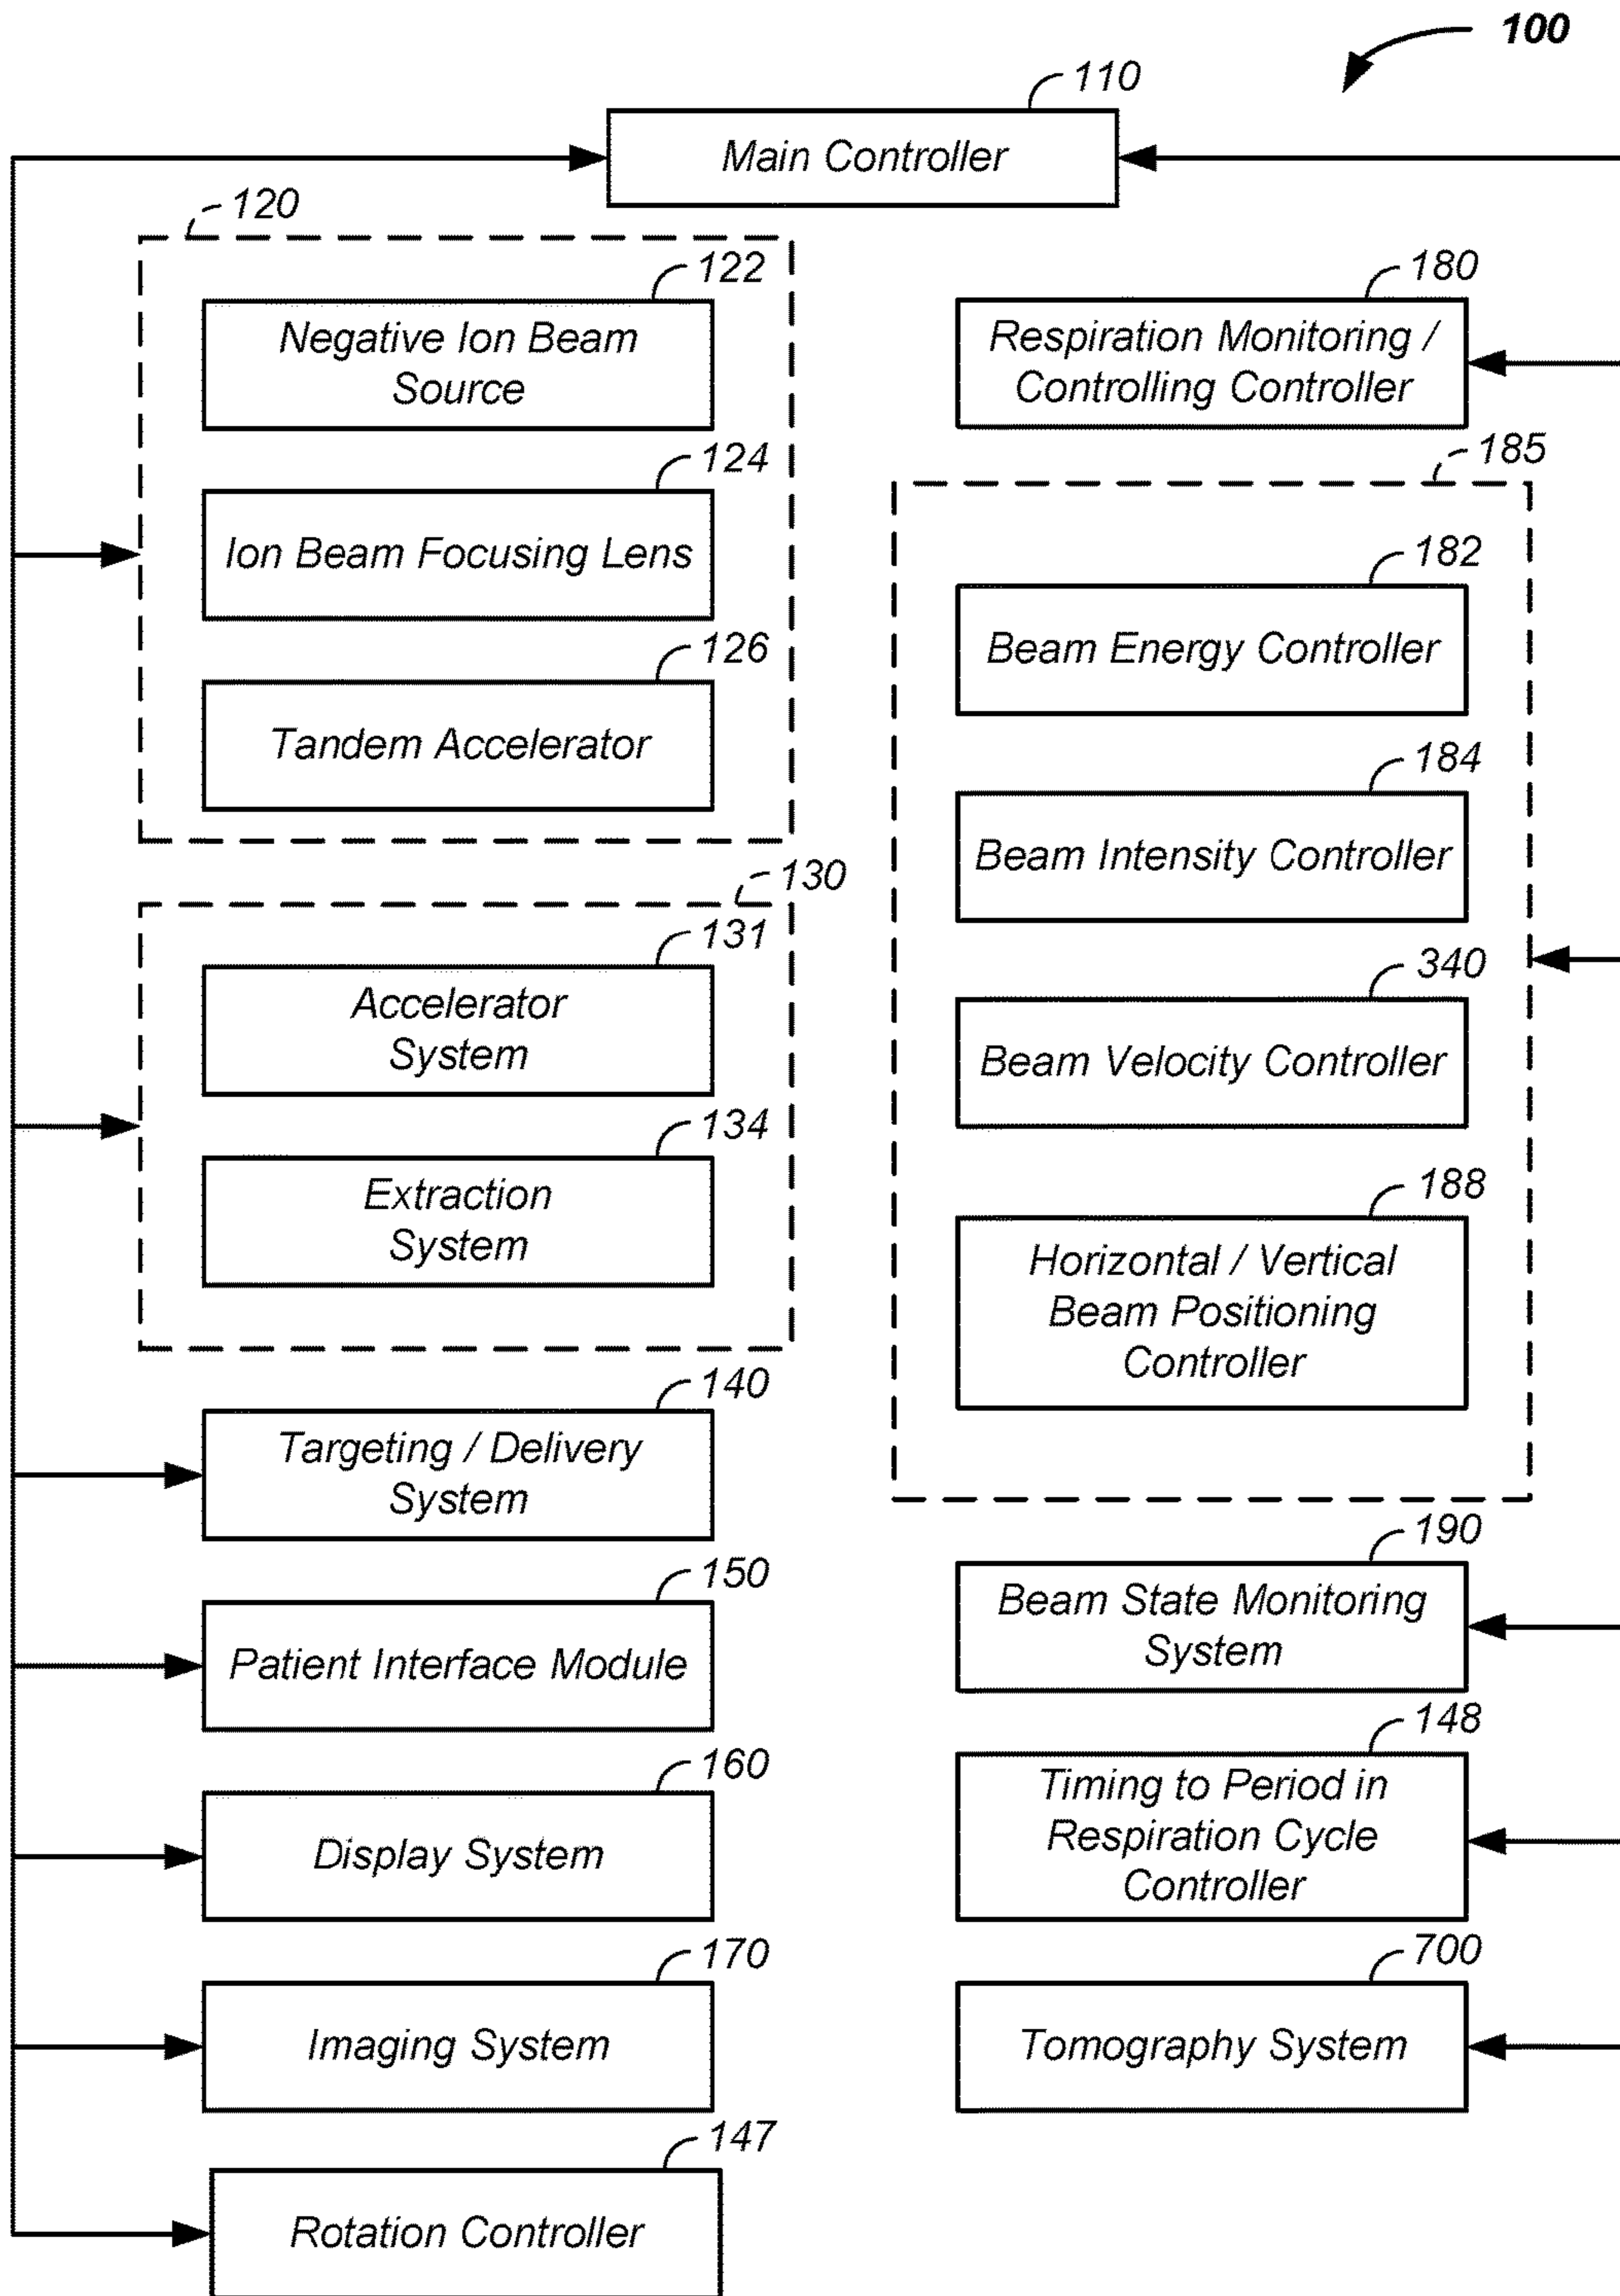 100
110
Main Controller
120
122
Negative Ion Beam
Source
124
Ion Beam Focusing Lens
126
Tandem Accelerator
130
131
Accelerator
System
134
Extraction
System
140
Targeting / Delivery
System
150
Patient Interface Module
160
Display System
170
Imaging System
147
Rotation Controller
180
Respiration Monitoring /
Controlling Controller
185
182
Beam Energy Controller
184
Beam Intensity Controller
340
Beam Velocity Controller
188
Horizontal / Vertical
Beam Positioning
Controller
190
Beam State Monitoring
System
148
Timing to Period in
Respiration Cycle
Controller
700
Tomography System